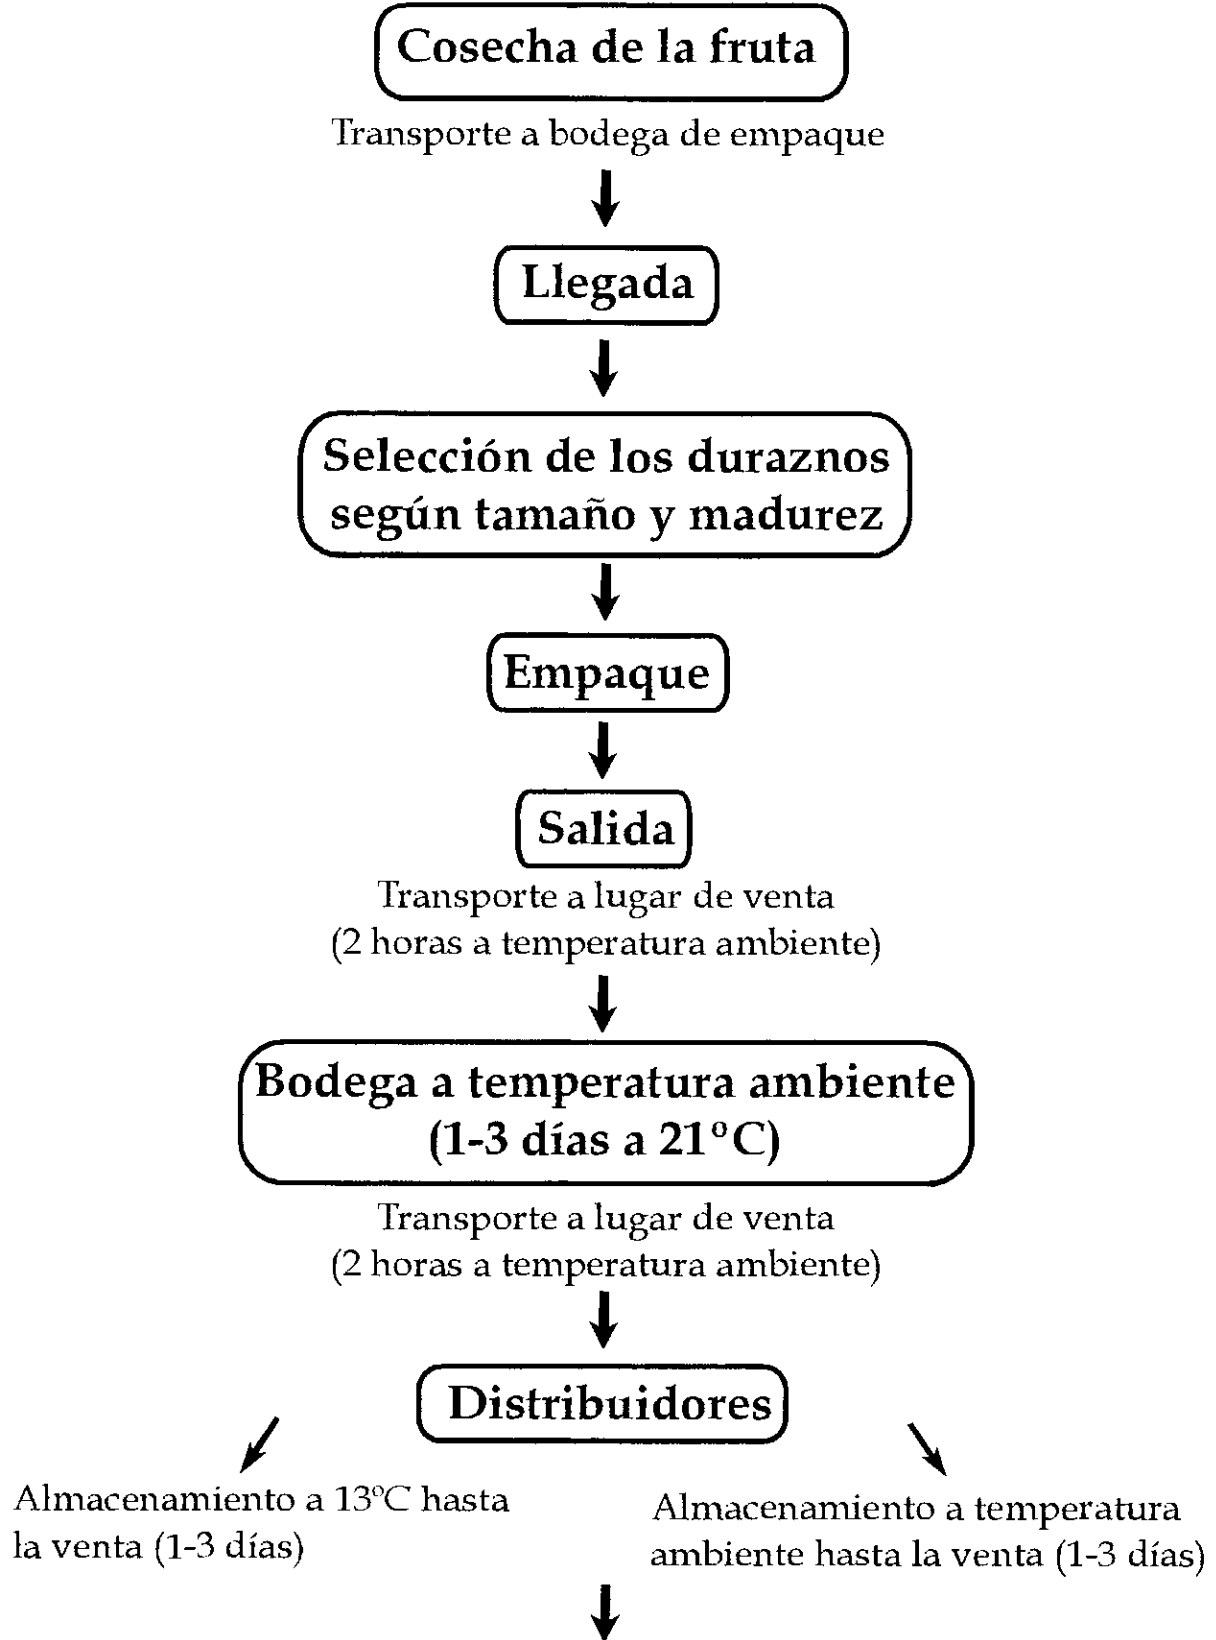 Cosecha de la fruta
Transporte a bodega de empaque
Llegada
Selección de los duraznos
según tamaño y madurez
Empaque
Salida
Transporte a lugar de venta
(2 horas a temperatura ambiente)
Bodega a temperatura ambiente
(1-3 días a 21ºC)
Transporte a lugar de venta
(2 horas a temperatura ambiente)
Distribuidores
Almacenamiento a 13ºC hasta
la venta (1-3 días)
Almacenamiento a temperatura
ambiente hasta la venta (1-3 días)